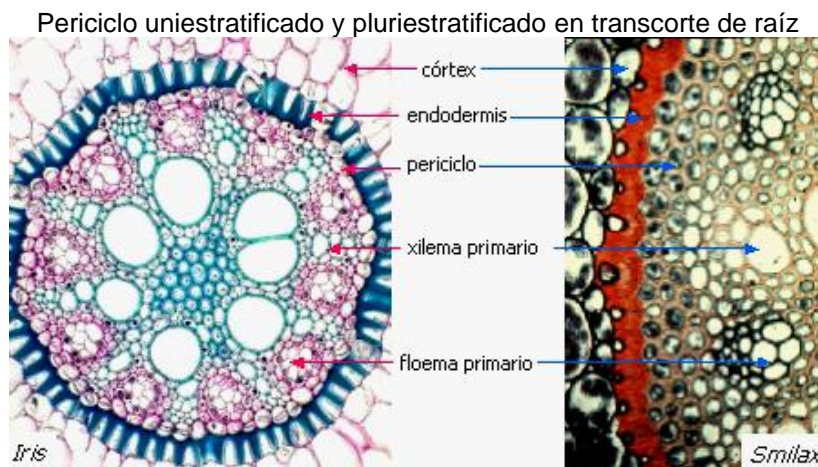 Periciclo uniestratificado y pluriestratificado en transcorte de raíz
córtex
endodermis
periciclo
xilema primario
floema primario
Iris
Smilax